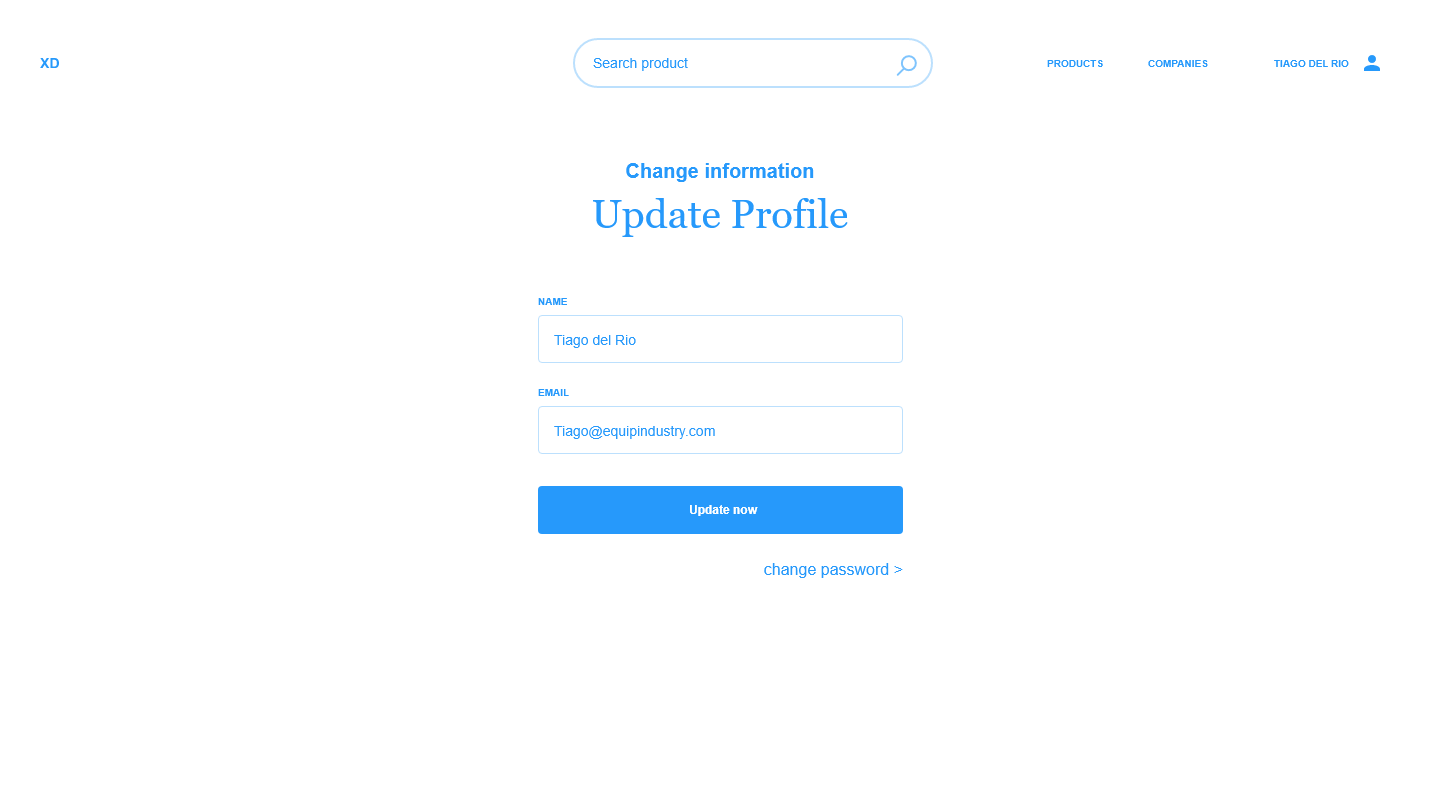 XD
Search product
PRODUCTS
COMPANIES
TIAGO DEL RIO
Change information
Update Profile
NAME
Tiago del Rio
EMAIL
Tiago@equipindustry.com
Update now
change password >